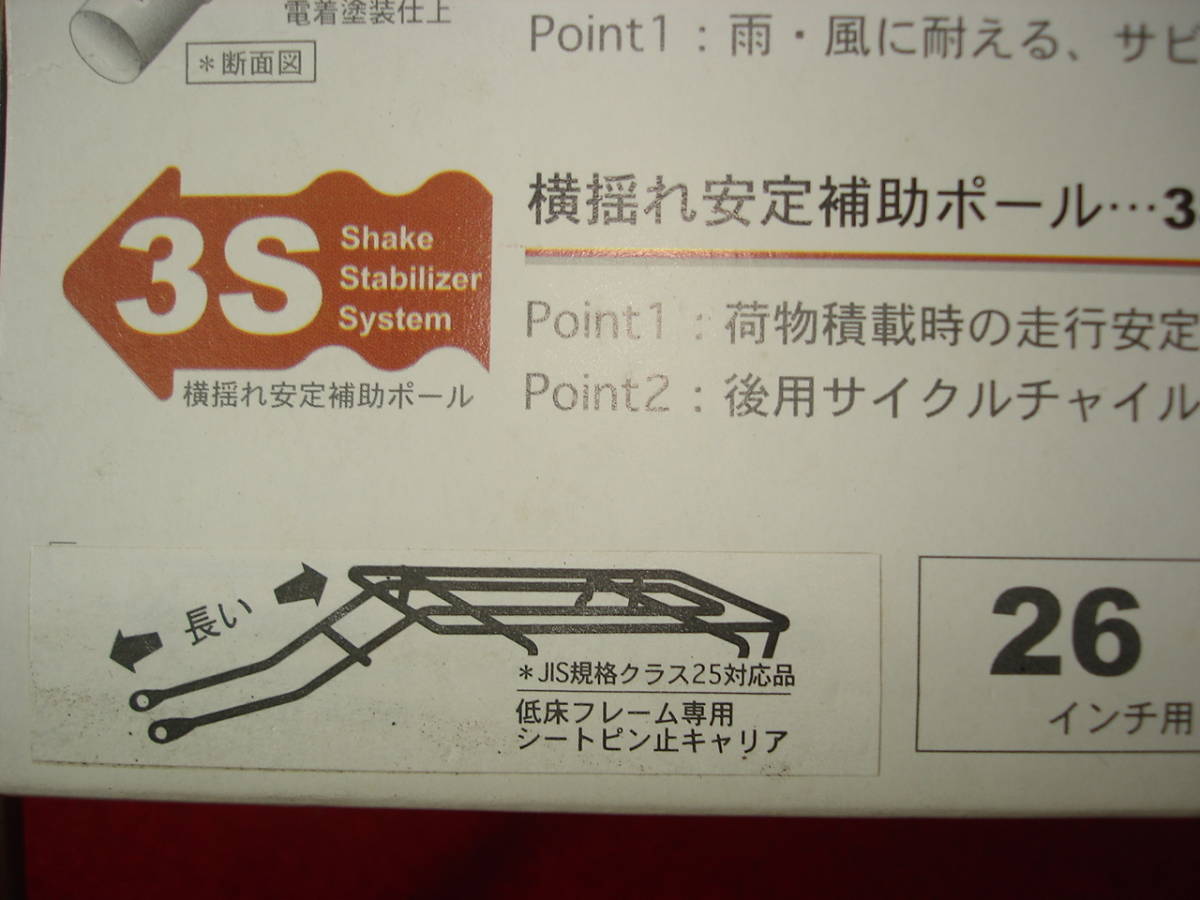 電着塗装仕上
*断面図
Point1：雨・風に耐える、サビ
3S
Shake
Stabilizer
System
横揺れ安定補助ポール
横揺れ安定補助ポール…3
Point1：荷物積載時の走行安定
Point2：後用サイクルチャイル
長い
*JIS規格クラス25対応品
低床フレーム専用
シートピン止キャリア
26
インチ用